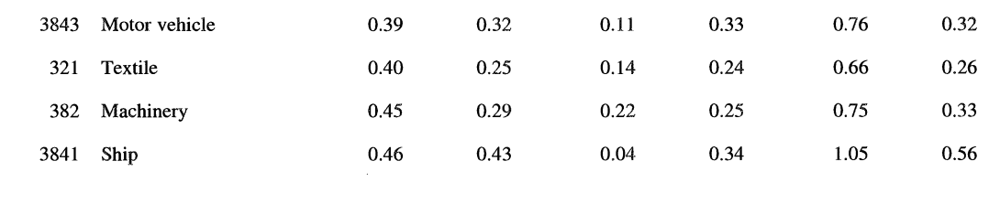 3843 Motor vehicle 0.39 0.32 0.11 0.33 0.76 0.32
321 Textile 0.40 0.25 0.14 0.24 0.66 0.26
382 Machinery 0.45 0.29 0.22 0.25 0.75 0.33
3841 Ship 0.46 0.43 0.04 0.34 1.05 0.56